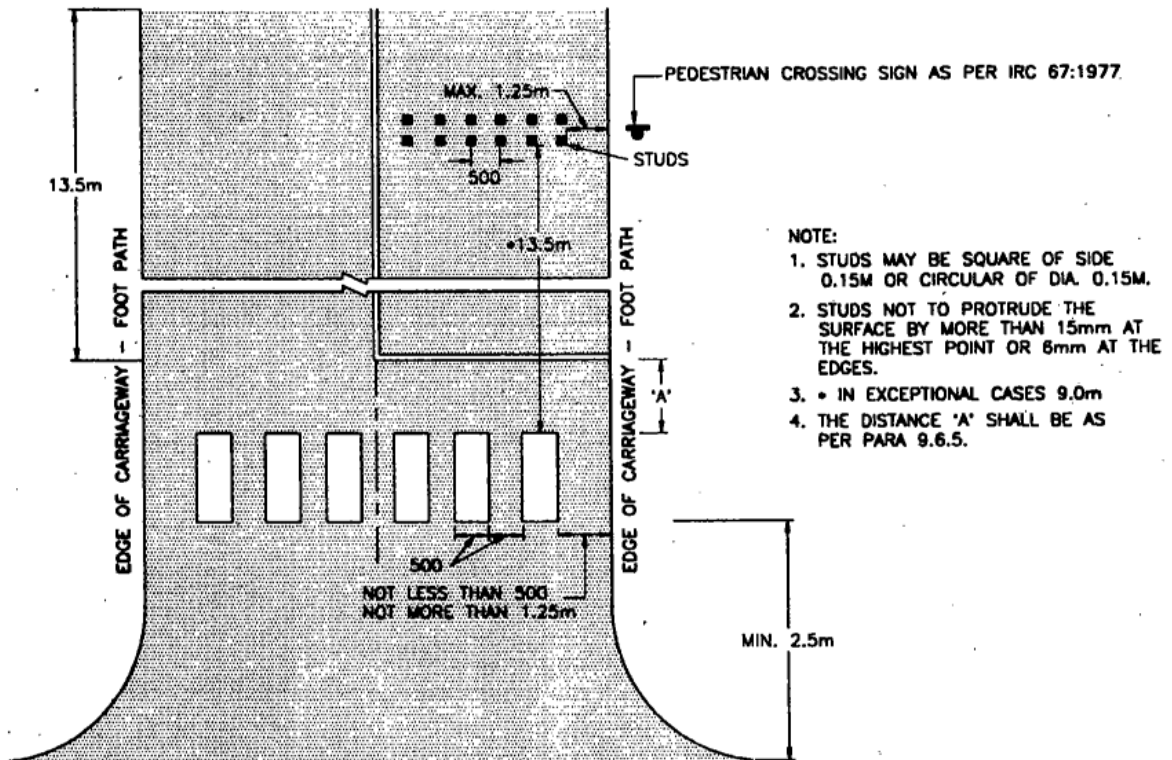 PEDESTRIAN CROSSING SIGN AS PER IRC 67:1977
MAX. 1.25m
STUDS
500
13.5m
•13.5m
EDGE OF CARRIAGEWAY – FOOT PATH
EDGE OF CARRIAGEWAY – FOOT PATH
'A'
500
NOT LESS THAN 500
NOT MORE THAN 1.25m
MIN. 2.5m
NOTE:
1. STUDS MAY BE SQUARE OF SIDE
0.15M OR CIRCULAR OF DIA. 0.15M.
2. STUDS NOT TO PROTRUDE THE
SURFACE BY MORE THAN 15mm AT
THE HIGHEST POINT OR 6mm AT THE
EDGES.
3. • IN EXCEPTIONAL CASES 9.0m
4. THE DISTANCE 'A' SHALL BE AS
PER PARA 9.6.5.